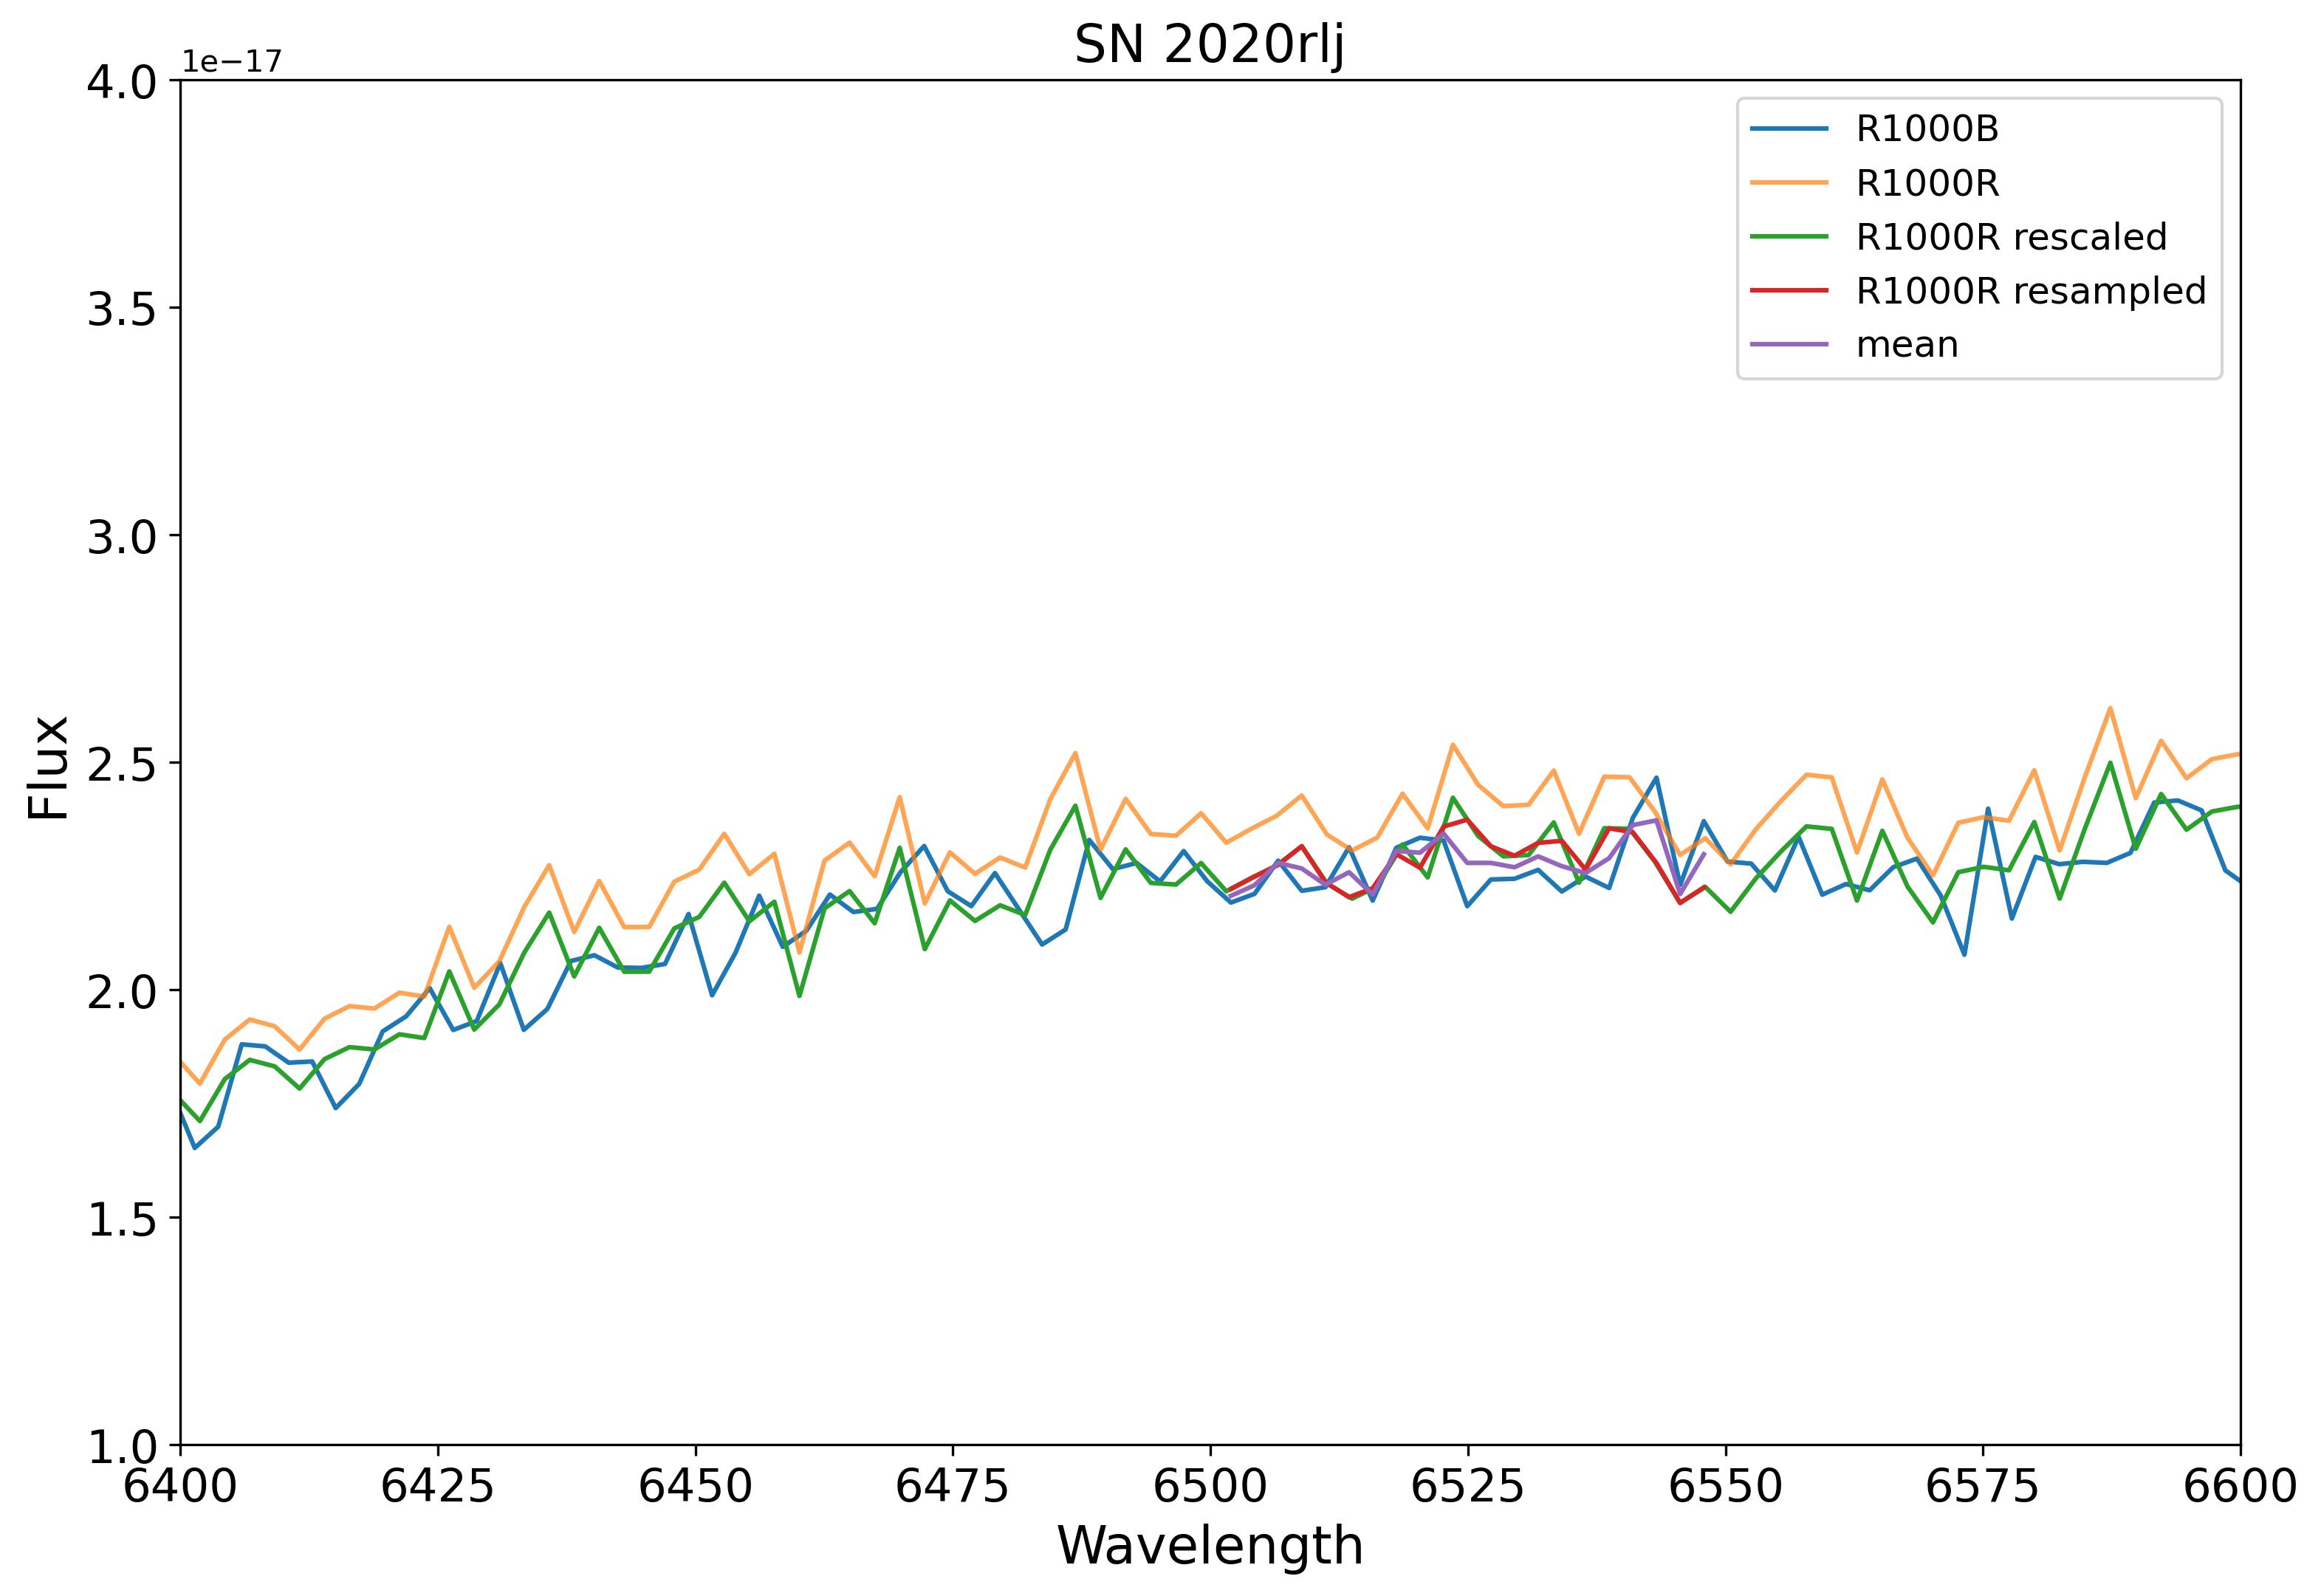 SN 2020rlj
1e−17
4.0
3.5
3.0
2.5
2.0
1.5
1.0
Flux
R1000B
R1000R
R1000R rescaled
R1000R resampled
mean
6400 6425 6450 6475 6500 6525 6550 6575 6600
Wavelength